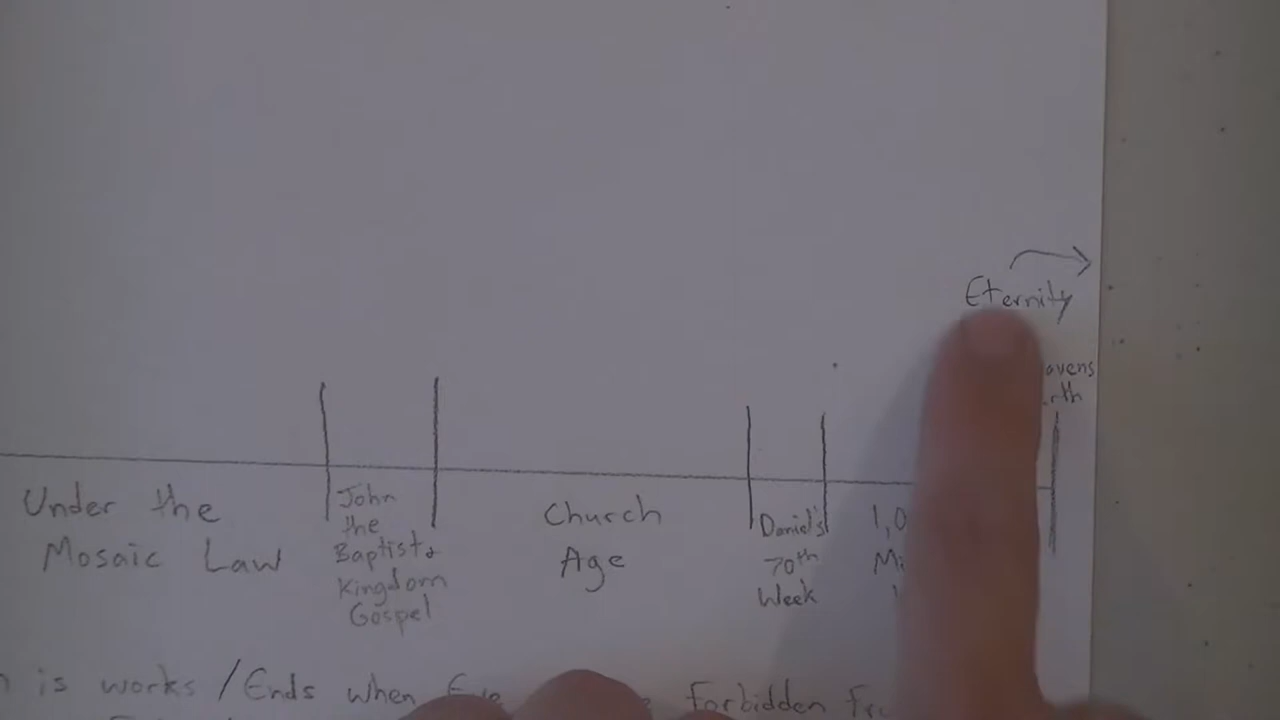 Eternity
Under the
Mosaic Law
John
the
Baptist &
Kingdom
Gospel
Church
Age
Daniel's
70th
Week
is works / Ends when Forbidden